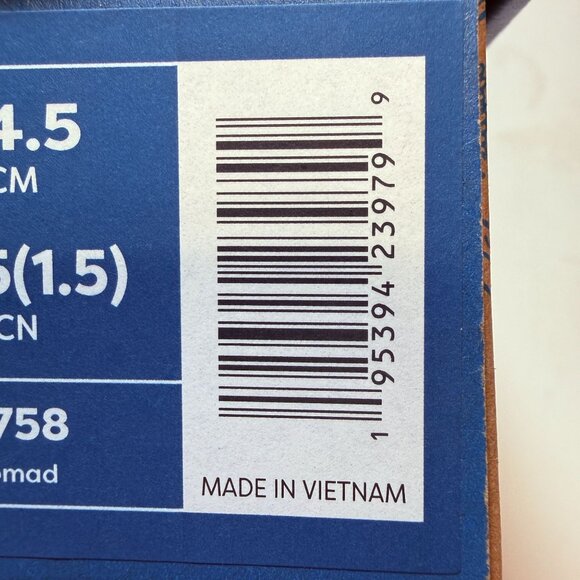 4.5
CM
5(1.5)
CN
758
omad
1 95394 23979 9
MADE IN VIETNAM